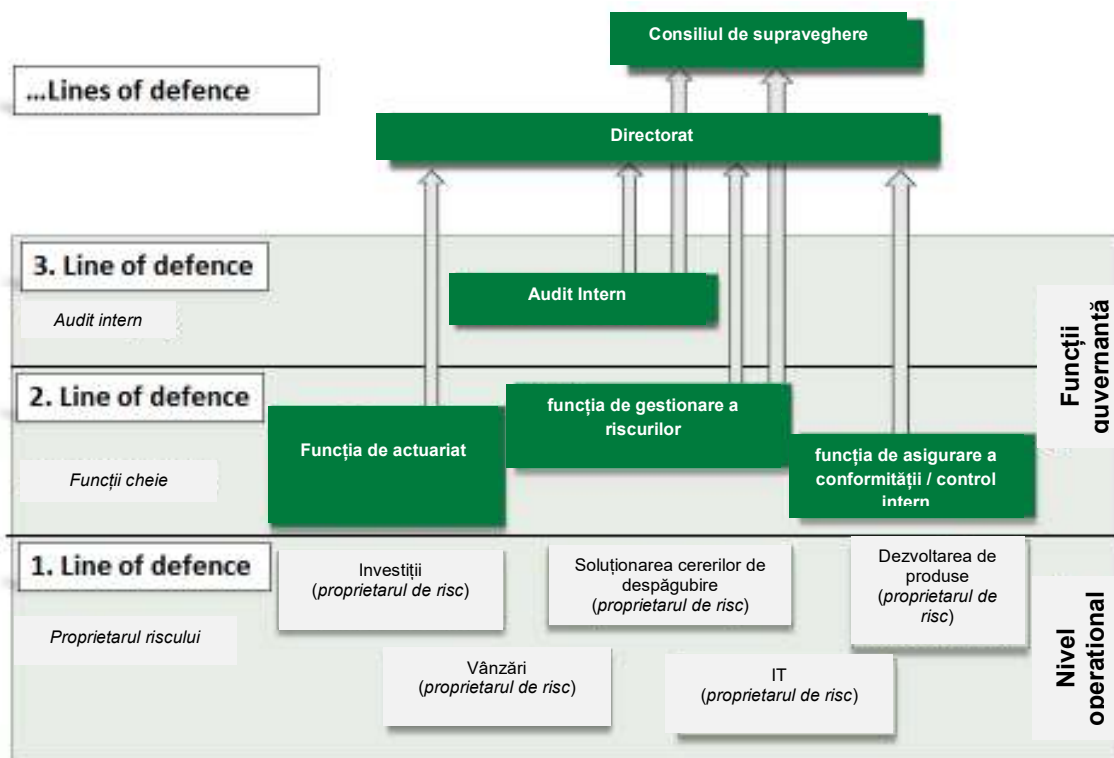 Consiliul de supraveghere
...Lines of defence
Directorat
3. Line of defence
Audit intern
Audit Intern
Funcții
guvernantă
2. Line of defence
Funcții cheie
Funcția de actuariat
funcția de gestionare a
riscurilor
funcția de asigurare a
conformității / control
intern
1. Line of defence
Proprietarul riscului
Investiții
(proprietarul de risc)
Soluționarea cererilor de
despăgubire
(proprietarul de risc)
Dezvoltarea de
produse
(proprietarul de
risc)
Vânzări
(proprietarul de risc)
IT
(proprietarul de risc)
Nivel
operational